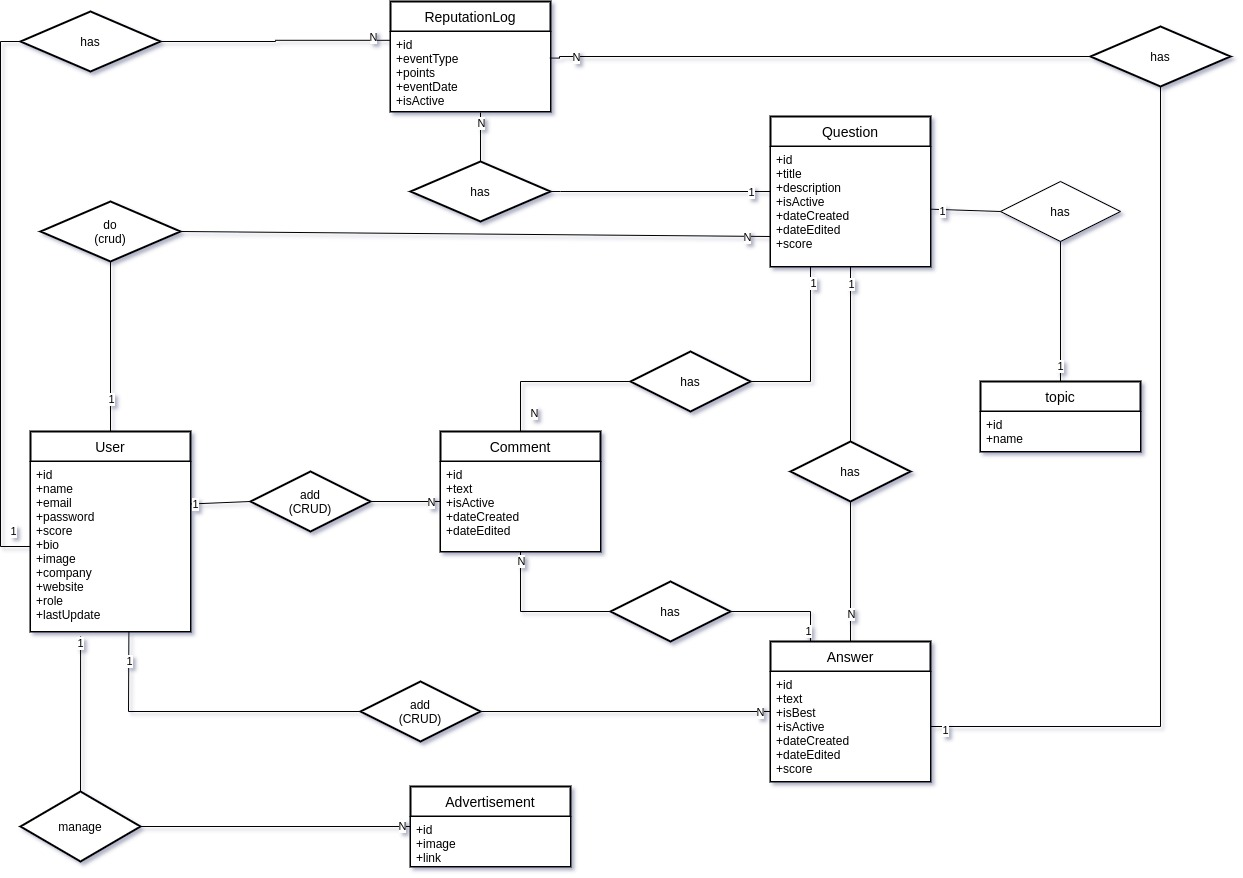 has
N
ReputationLog
+id
+eventType
+points
+eventDate
+isActive
N
has
N
has
1
Question
+id
+title
+description
+isActive
+dateCreated
+dateEdited
+score
1
has
do
(crud)
N
1
1
1
1
topic
+id
+name
has
N
1
User
+id
+name
+email
+password
+score
+bio
+image
+company
+website
+role
+lastUpdate
1
1
add
(CRUD)
N
Comment
+id
+text
+isActive
+dateCreated
+dateEdited
has
N
has
1
N
Answer
+id
+text
+isBest
+isActive
+dateCreated
+dateEdited
+score
1
1
1
add
(CRUD)
N
manage
N
Advertisement
+id
+image
+link